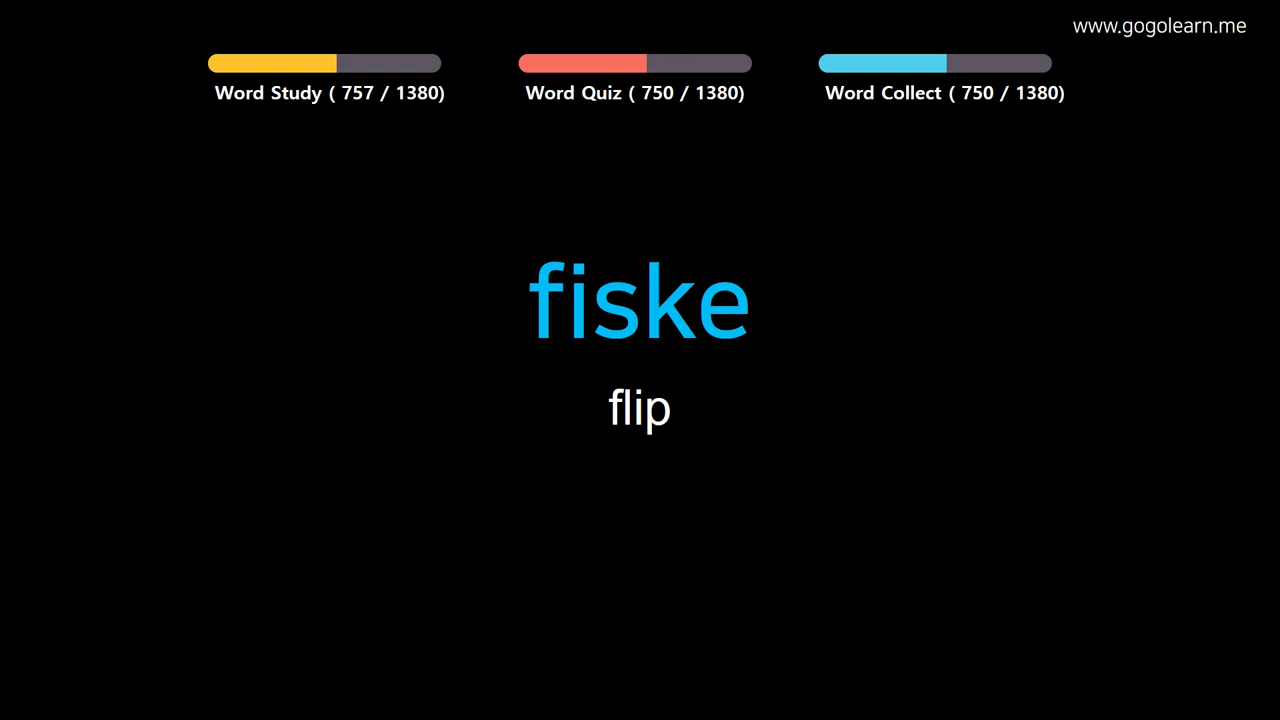 www.gogolearn.me
Word Study ( 757 / 1380)
Word Quiz ( 750 / 1380)
Word Collect ( 750 / 1380)
fiske
flip